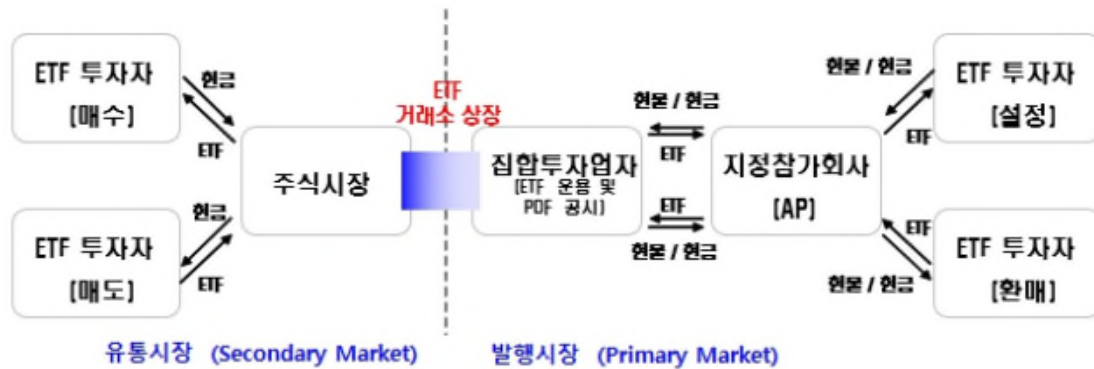 ETF 투자자
[매수]
현금
ETF
ETF 투자자
[매도]
현금
ETF
주식시장
ETF
거래소 상장
집합투자업자
[ETF 운용 및
PDF 공시]
현물 / 현금
ETF
ETF
현물 / 현금
지정참가회사
[AP]
현물 / 현금
ETF
ETF 투자자
[설정]
ETF
현물 / 현금
ETF 투자자
[환매]
유통시장 (Secondary Market)
발행시장 (Primary Market)